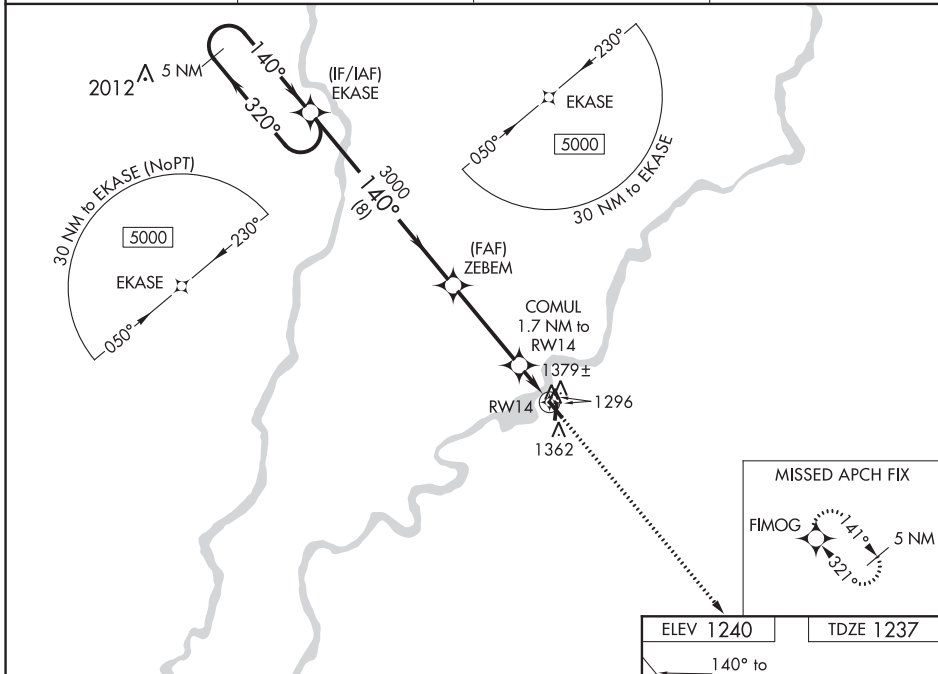 2012
5 NM
140°
320°
(IF/IAF)
EKASE
230°
EKASE
5000
050°
30 NM to EKASE
30 NM to EKASE (NoPT)
5000
230°
EKASE
050°
3000
140°
(8)
(FAF)
ZEBEM
COMUL
1.7 NM to
RW14
1379±
RW14
1296
1362
MISSED APCH FIX
FIMOG
141°
321°
5 NM
ELEV 1240
TDZE 1237
140° to